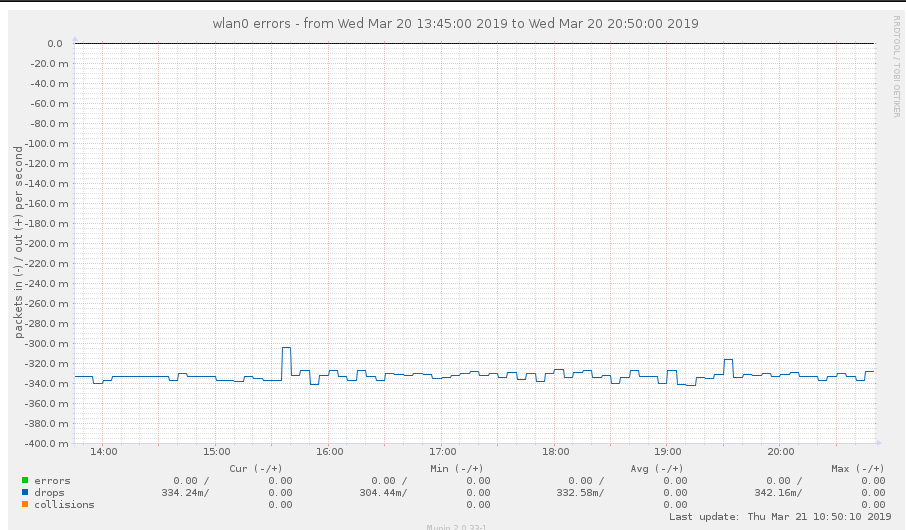 wlan0 errors - from Wed Mar 20 13:45:00 2019 to Wed Mar 20 20:50:00 2019
RRDTOOL / TOBI OETIKER
packets in (-) / out (+) per second
0.0
-20.0 m
-40.0 m
-60.0 m
-80.0 m
-100.0 m
-120.0 m
-140.0 m
-160.0 m
-180.0 m
-200.0 m
-220.0 m
-240.0 m
-260.0 m
-280.0 m
-300.0 m
-320.0 m
-340.0 m
-360.0 m
-380.0 m
-400.0 m
14:00 15:00 16:00 17:00 18:00 19:00 20:00
Cur (-/+) Min (-/+) Avg (-/+) Max (-/+)
errors 0.00 / 0.00 0.00 / 0.00 0.00 / 0.00 0.00 / 0.00
drops 334.24m/ 0.00 304.44m/ 0.00 332.58m/ 0.00 342.16m/ 0.00
collisions 0.00 0.00 0.00 0.00
Last update: Thu Mar 21 10:50:10 2019
Munin 2.0.33-1